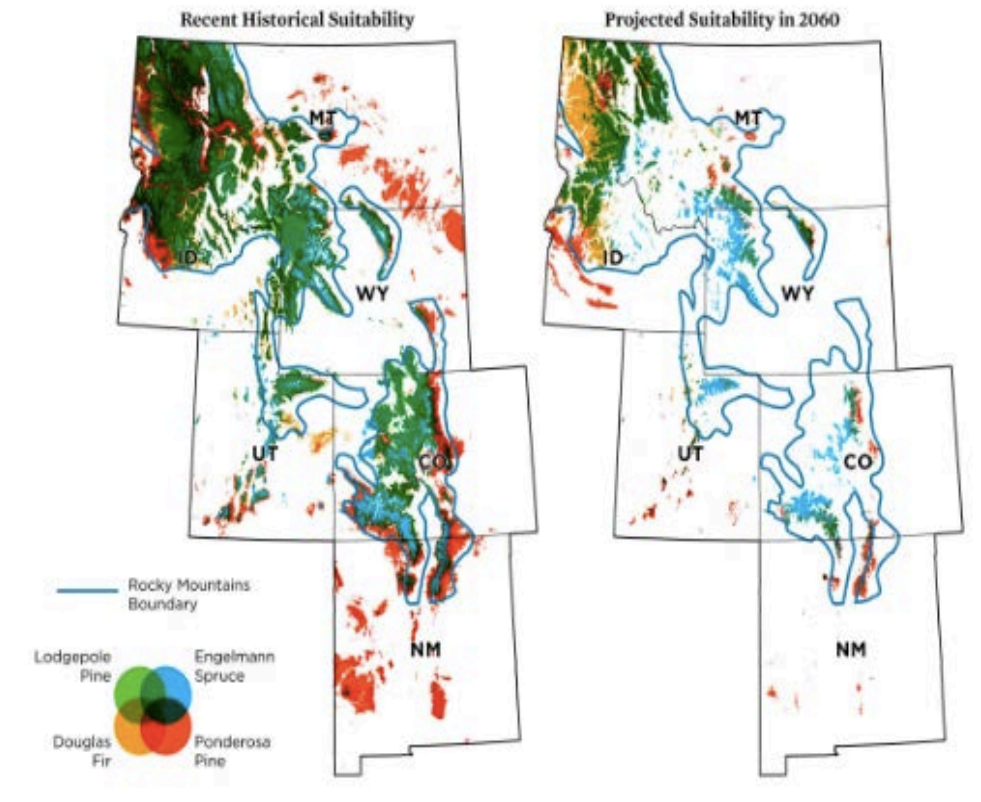 Recent Historical Suitability
Projected Suitability in 2060
MT
ID
WY
UT
CO
NM
MT
ID
WY
UT
CO
NM
Rocky Mountains
Boundary
Lodgepole
Pine
Engelmann
Spruce
Douglas
Fir
Ponderosa
Pine